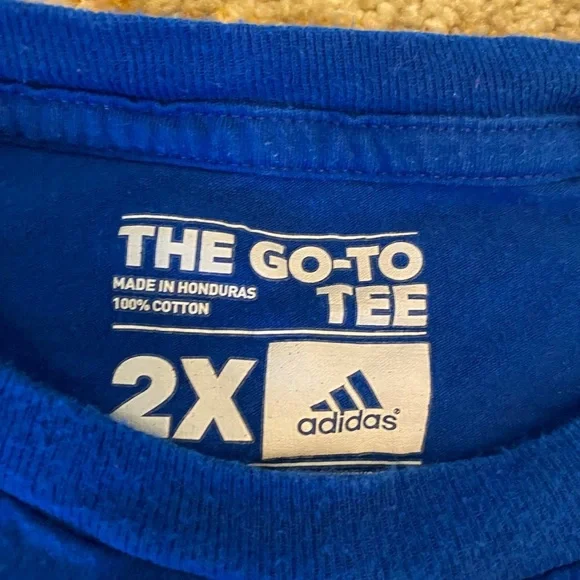 THE GO-TO
MADE IN HONDURAS
100% COTTON
TEE
2X
adidas®